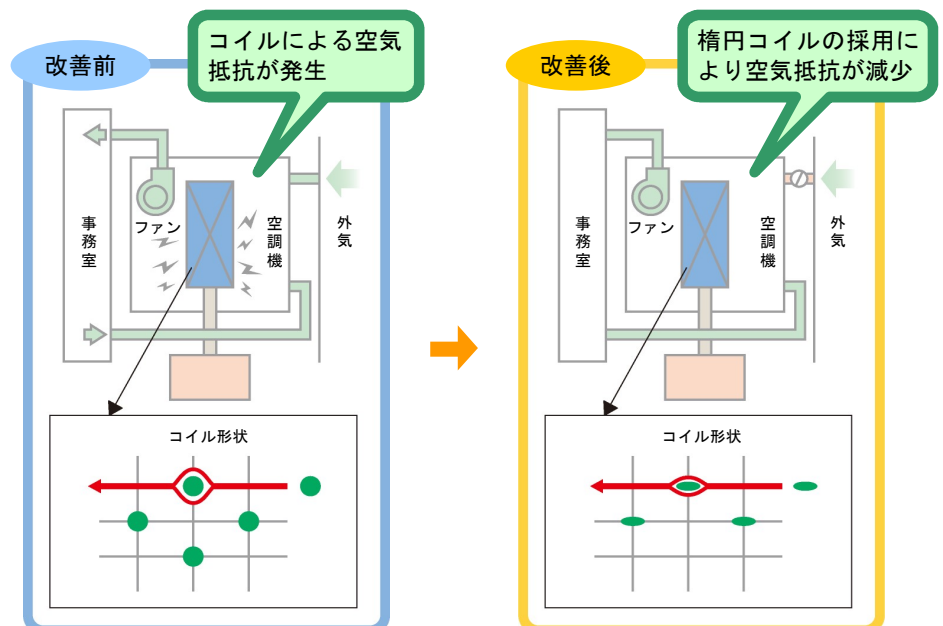 改善前
コイルによる空気
抵抗が発生
事務室
ファン
空調機
外気
コイル形状
改善後
楕円コイルの採用に
より空気抵抗が減少
事務室
ファン
空調機
外気
コイル形状